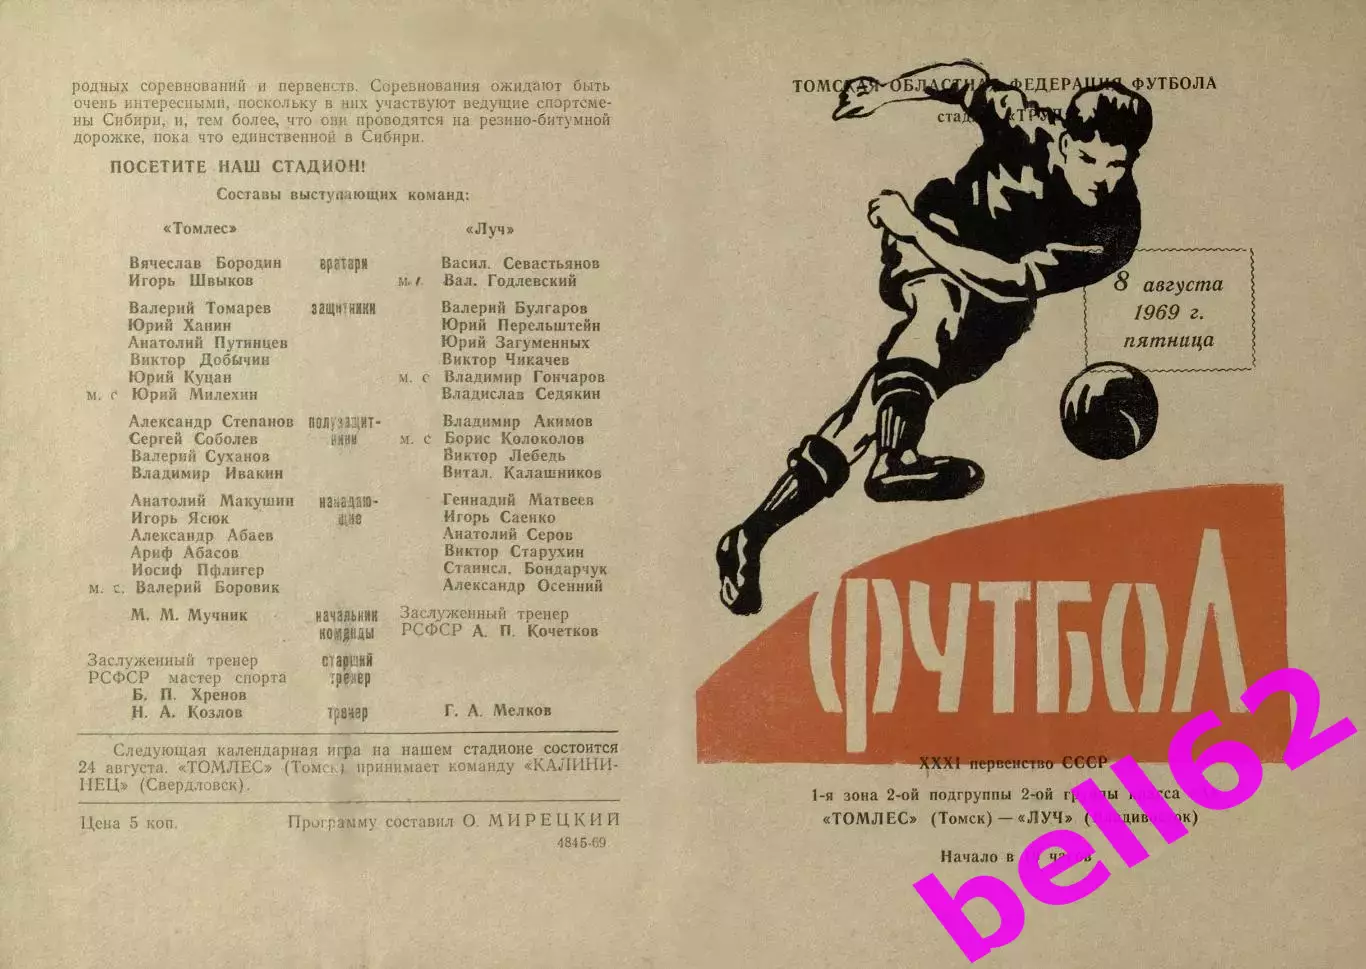 родных соревнований и первенств. Соревнования ожидают быть
очень интересными, поскольку в них участвуют ведущие спортсме-
ны Сибири, и, тем более, что они проводятся на резино-битумной
дорожке, пока что единственной в Сибири.
ПОСЕТИТЕ НАШ СТАДИОН!
Составы выступающих команд:
«Томлес» «Луч»
Вячеслав Бородин вратари Васил. Севастьянов
Игорь Швыков м. Вал. Годлевский
Валерий Томарев защитники Валерий Булгаров
Юрий Ханин Юрий Перельштейн
Анатолий Путинцев Юрий Загуменных
Виктор Добычин Виктор Чикачев
Юрий Куцан м. с Владимир Гончаров
м. с Юрий Милехин Владислав Седякин
Александр Степанов полузащит- Владимир Акимов
Сергей Соболев ники м. с Борис Колоколов
Валерий Суханов Виктор Лебедь
Владимир Ивакин Витал. Калашников
Анатолий Макушин нападаю- Геннадий Матвеев
Игорь Ясюк щие Игорь Саенко
Александр Абаев Анатолий Серов
Ариф Абасов Виктор Старухин
Иосиф Пфлигер Станисл. Бондарчук
м. с. Валерий Боровик Александр Осенний
М. М. Мучник начальник Заслуженный тренер
команды РСФСР А. П. Кочетков
Заслуженный тренер старший
РСФСР мастер спорта тренер
Б. П. Хренов
Н. А. Козлов тренер Г. А. Мелков
Следующая календарная игра на нашем стадионе состоится
24 августа. «ТОМЛЕС» (Томск) принимает команду «КАЛИНИ-
НЕЦ» (Свердловск).
Цена 5 коп. Программу составил О. МИРЕЦКИЙ
4845-69
ТОМСКАЯ ОБЛАСТНАЯ ФЕДЕРАЦИЯ ФУТБОЛА
«ТРУД
8 августа
1969 г.
пятница
ФУТБОЛ
XXXI первенство СССР
1-я зона 2-ой подгруппы 2-ой группы класса
«ТОМЛЕС» (Томск) — «ЛУЧ» (Владивосток)
Начало в часов
bell62